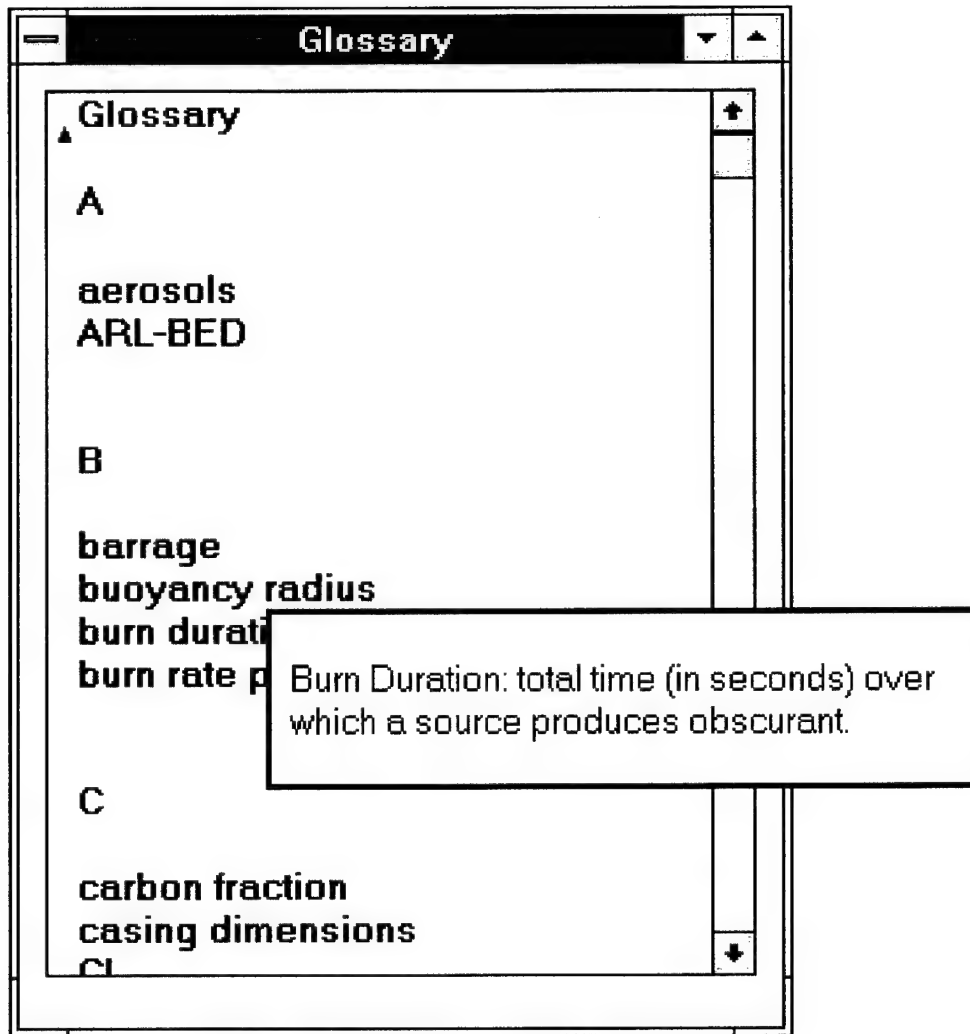 Glossary
Glossary
A
aerosols
ARL-BED
B
barrage
buoyancy radius
burn durati
burn rate p
Burn Duration: total time (in seconds) over
which a source produces obscurant.
C
carbon fraction
casing dimensions